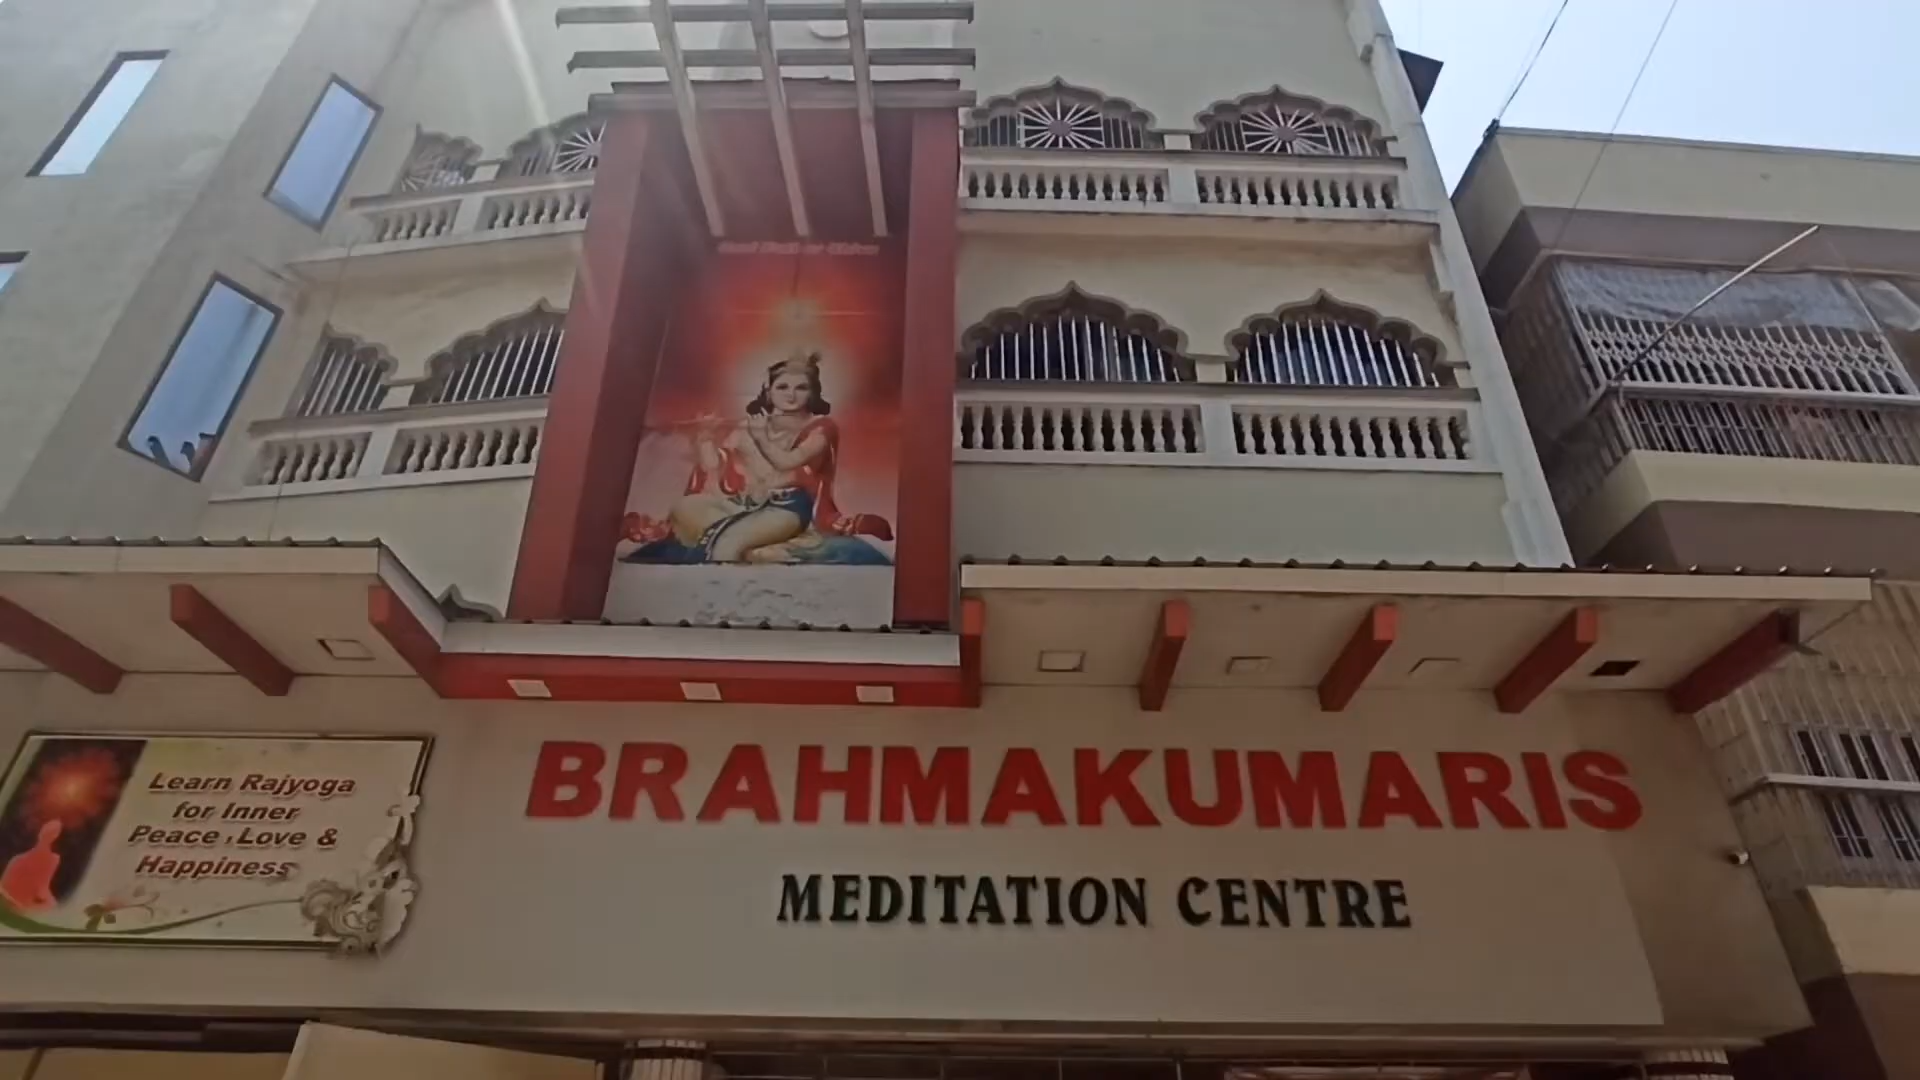 Learn Rajyoga
for Inner
Peace, Love &
Happiness
BRAHMAKUMARIS
MEDITATION CENTRE